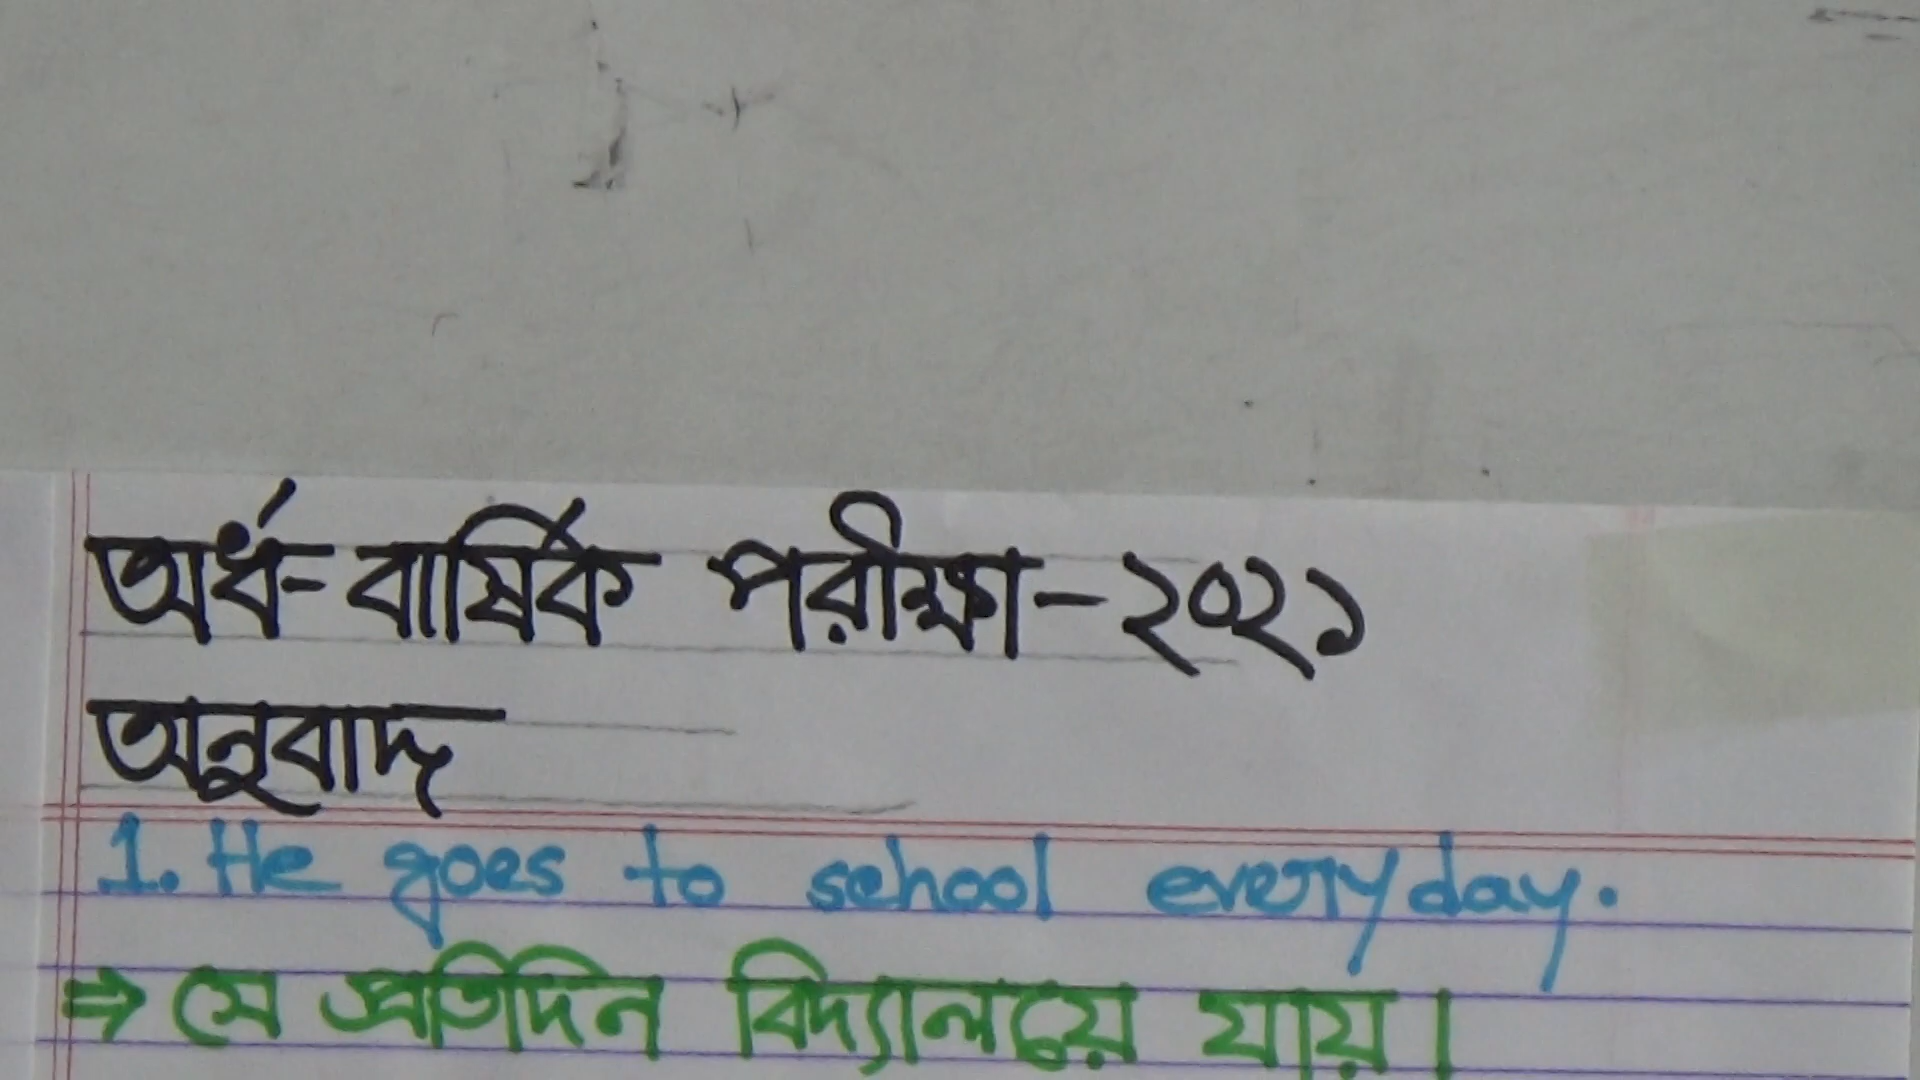 অর্ধ-বার্ষিক পরীক্ষা-২০২১
অনুবাদ
1. He goes to school everyday.
⇒ সে প্রতিদিন বিদ্যালয়ে যায়।